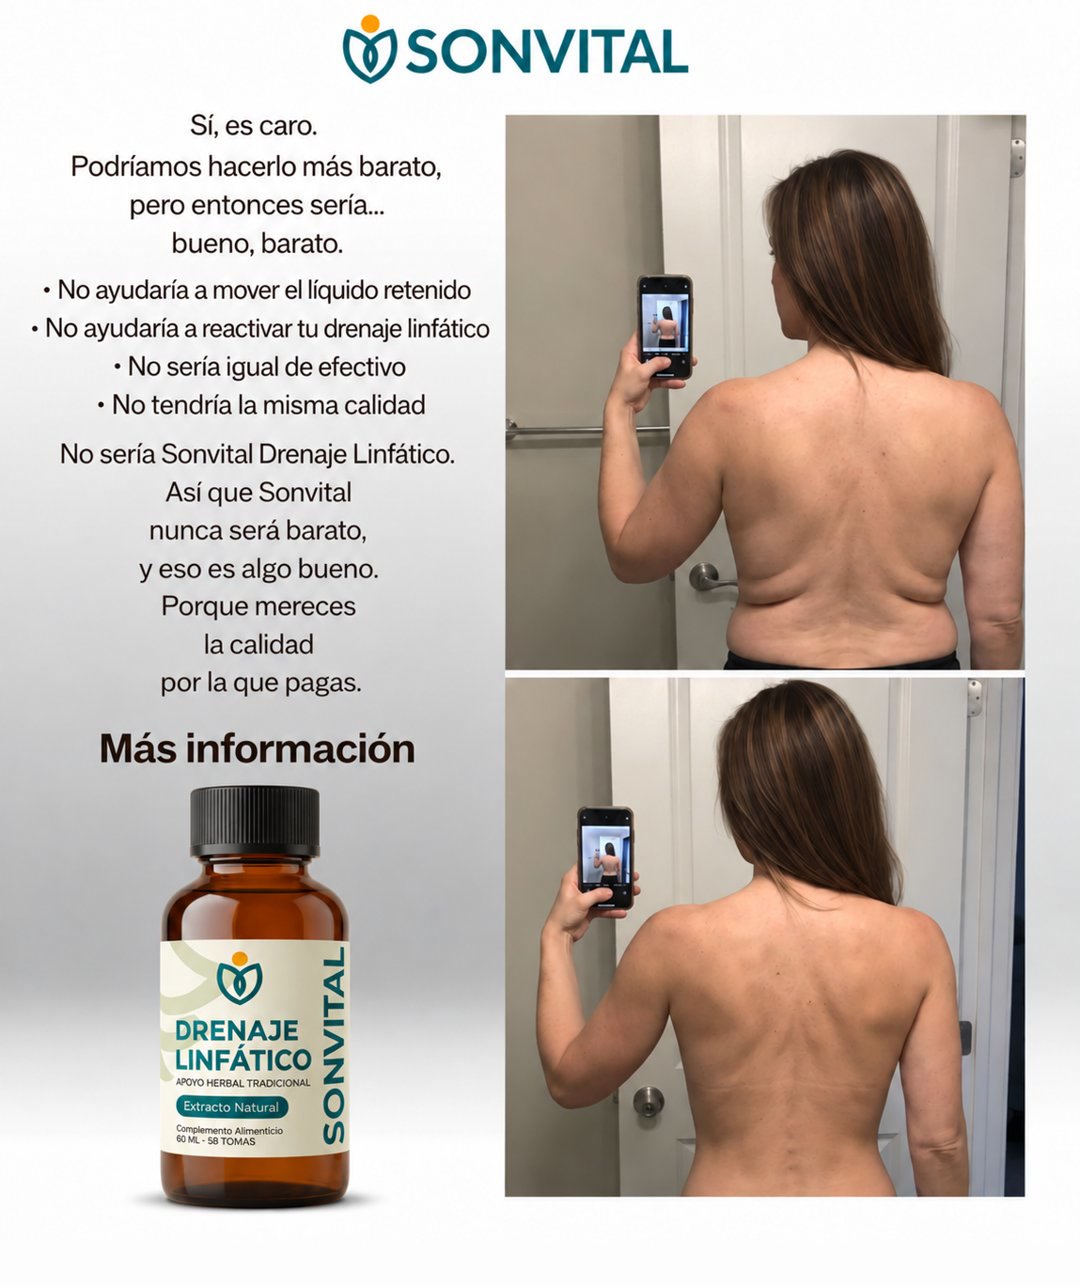 SONVITAL
Sí, es caro.
Podríamos hacerlo más barato,
pero entonces sería...
bueno, barato.
• No ayudaría a mover el líquido retenido
• No ayudaría a reactivar tu drenaje linfático
• No sería igual de efectivo
• No tendría la misma calidad
No sería Sonvital Drenaje Linfático.
Así que Sonvital
nunca será barato,
y eso es algo bueno.
Porque mereces
la calidad
por la que pagas.
Más información
DRENAJE
LINFÁTICO
APOYO HERBAL TRADICIONAL
Extracto Natural
Complemento Alimenticio
60 ML - 58 TOMAS
SONVITAL